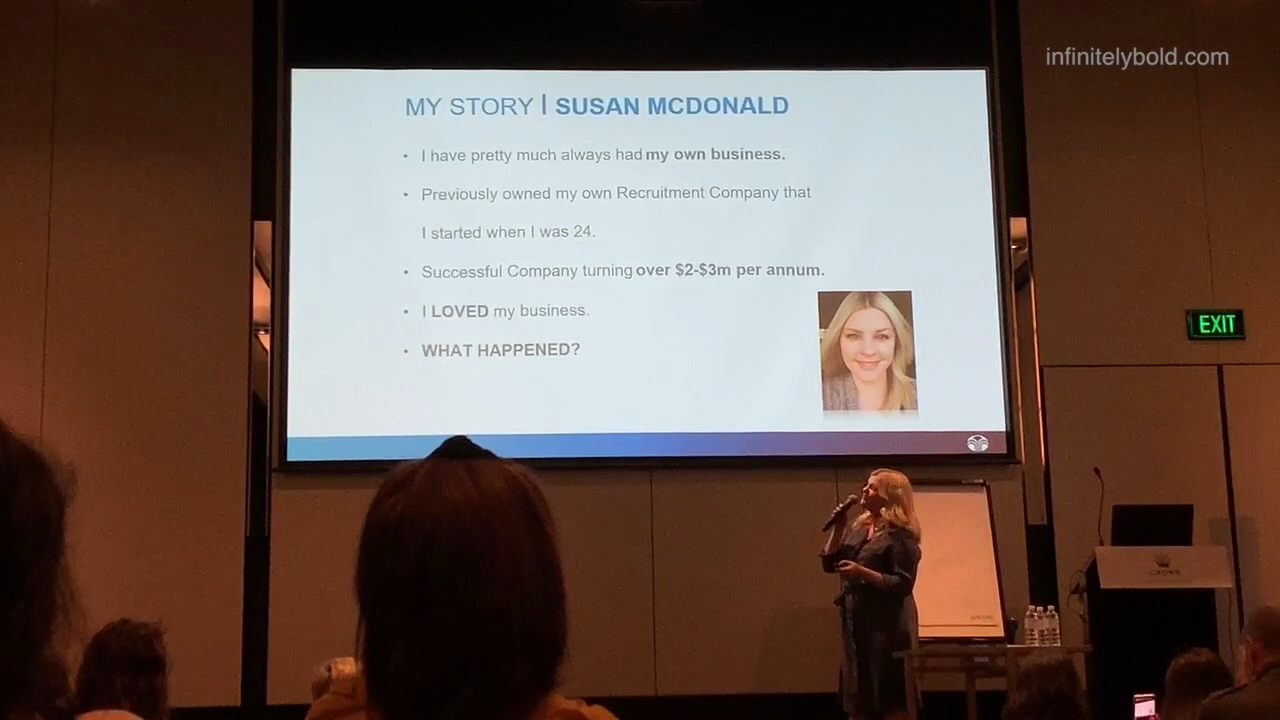 infinitelybold.com
MY STORY | SUSAN MCDONALD
• I have pretty much always had my own business.
• Previously owned my own Recruitment Company that
I started when I was 24.
• Successful Company turning over $2-$3m per annum.
• I LOVED my business.
• WHAT HAPPENED?
EXIT
CROWN